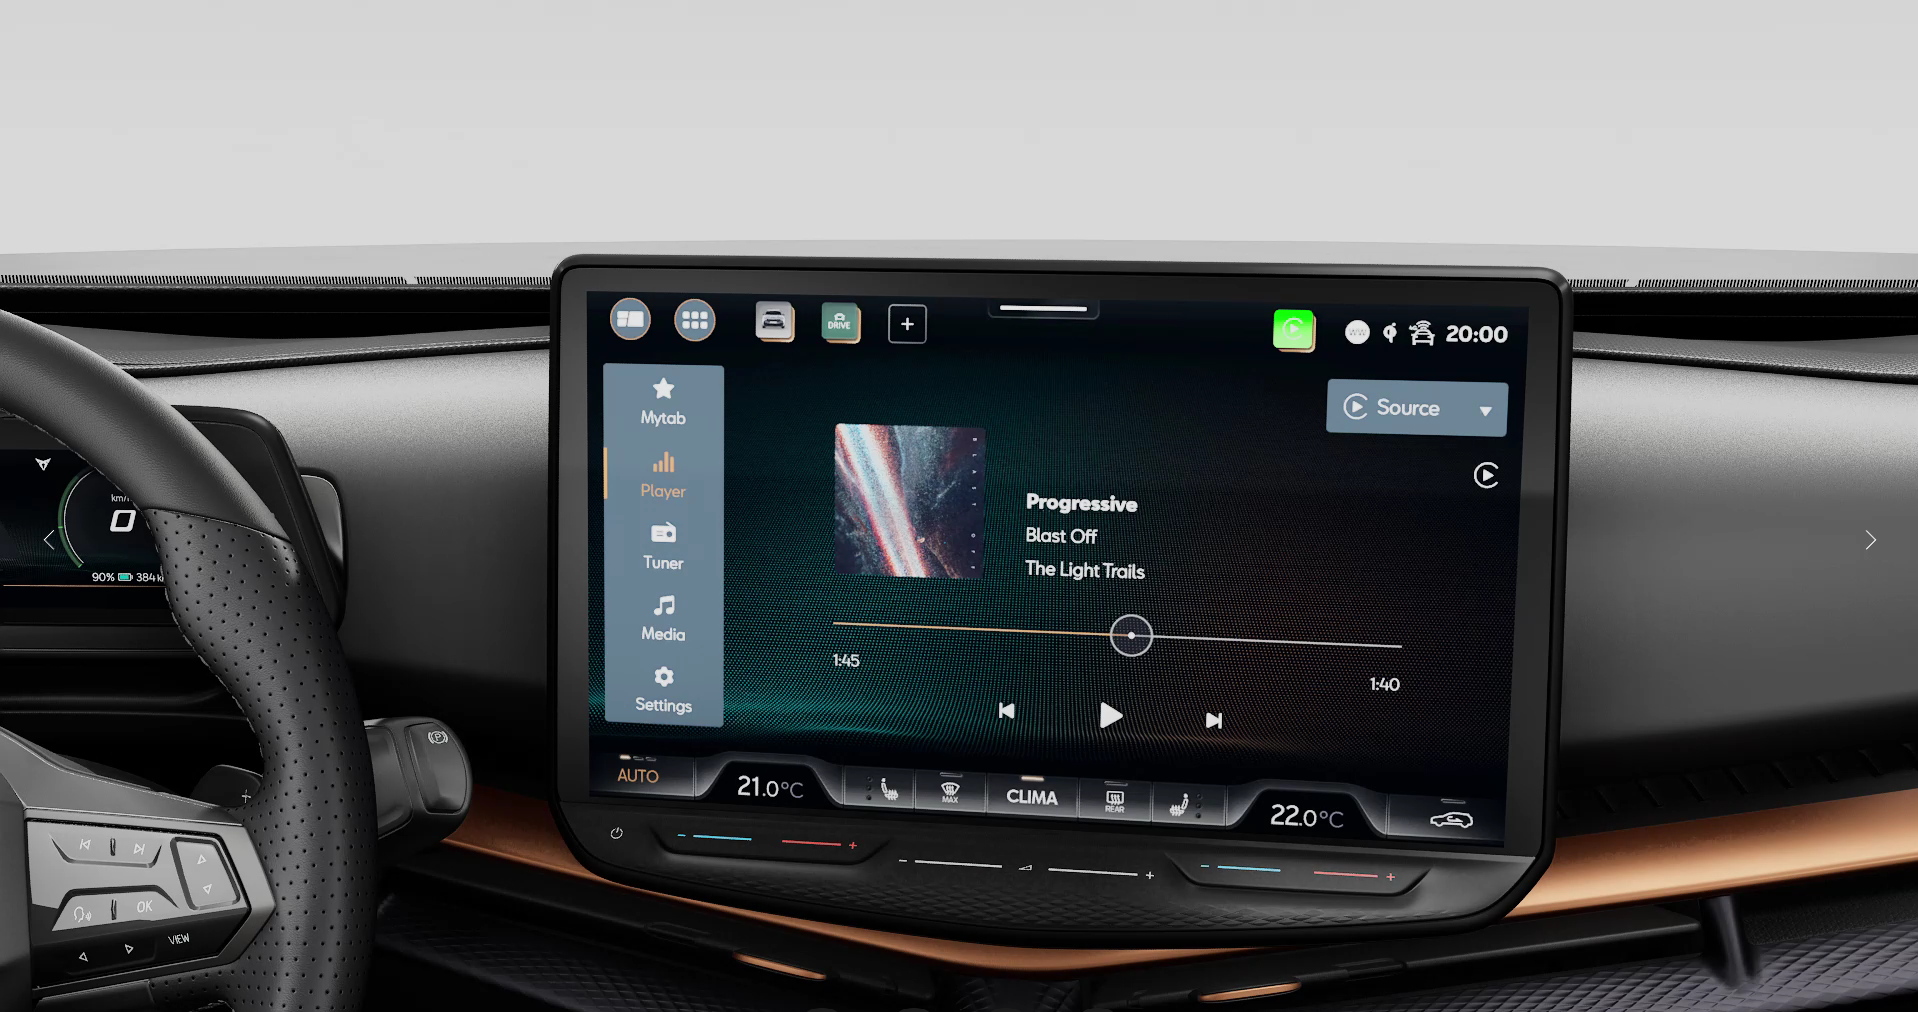 DRIVE
+
20:00
Mytab
Source
Player
Progressive
Blast Off
The Light Trails
Tuner
Media
Settings
1:45
1:40
AUTO
21.0°C
MAX
CLIMA
REAR
22.0°C
- +
- +
- +
km/
0
90% 384 k
P
+
OK
VIEW